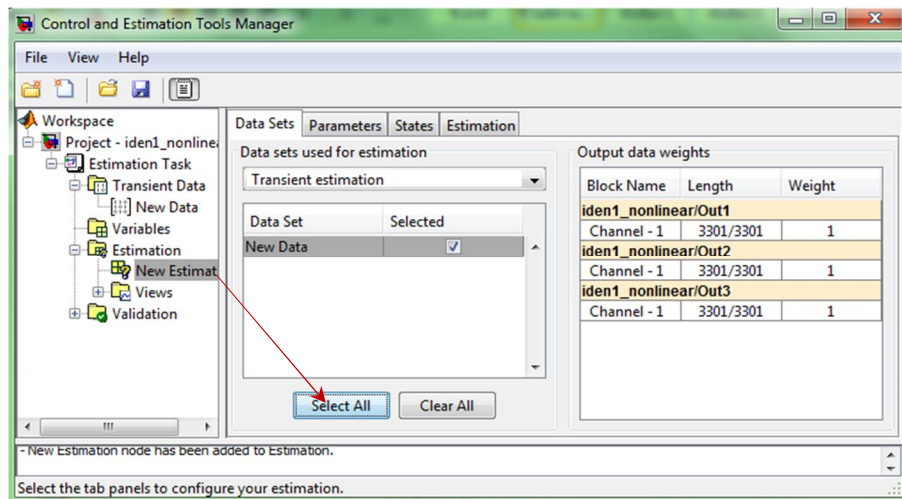 Control and Estimation Tools Manager
File View Help
Workspace
Project - iden1_nonline
Estimation Task
Transient Data
New Data
Variables
Estimation
New Estimat
Views
Validation
Data Sets Parameters States Estimation
Data sets used for estimation
Transient estimation
Data Set Selected
New Data
Select All Clear All
Output data weights
Block Name Length Weight
iden1_nonlinear/Out1
Channel - 1 3301/3301 1
iden1_nonlinear/Out2
Channel - 1 3301/3301 1
iden1_nonlinear/Out3
Channel - 1 3301/3301 1
- New Estimation node has been added to Estimation.
Select the tab panels to configure your estimation.